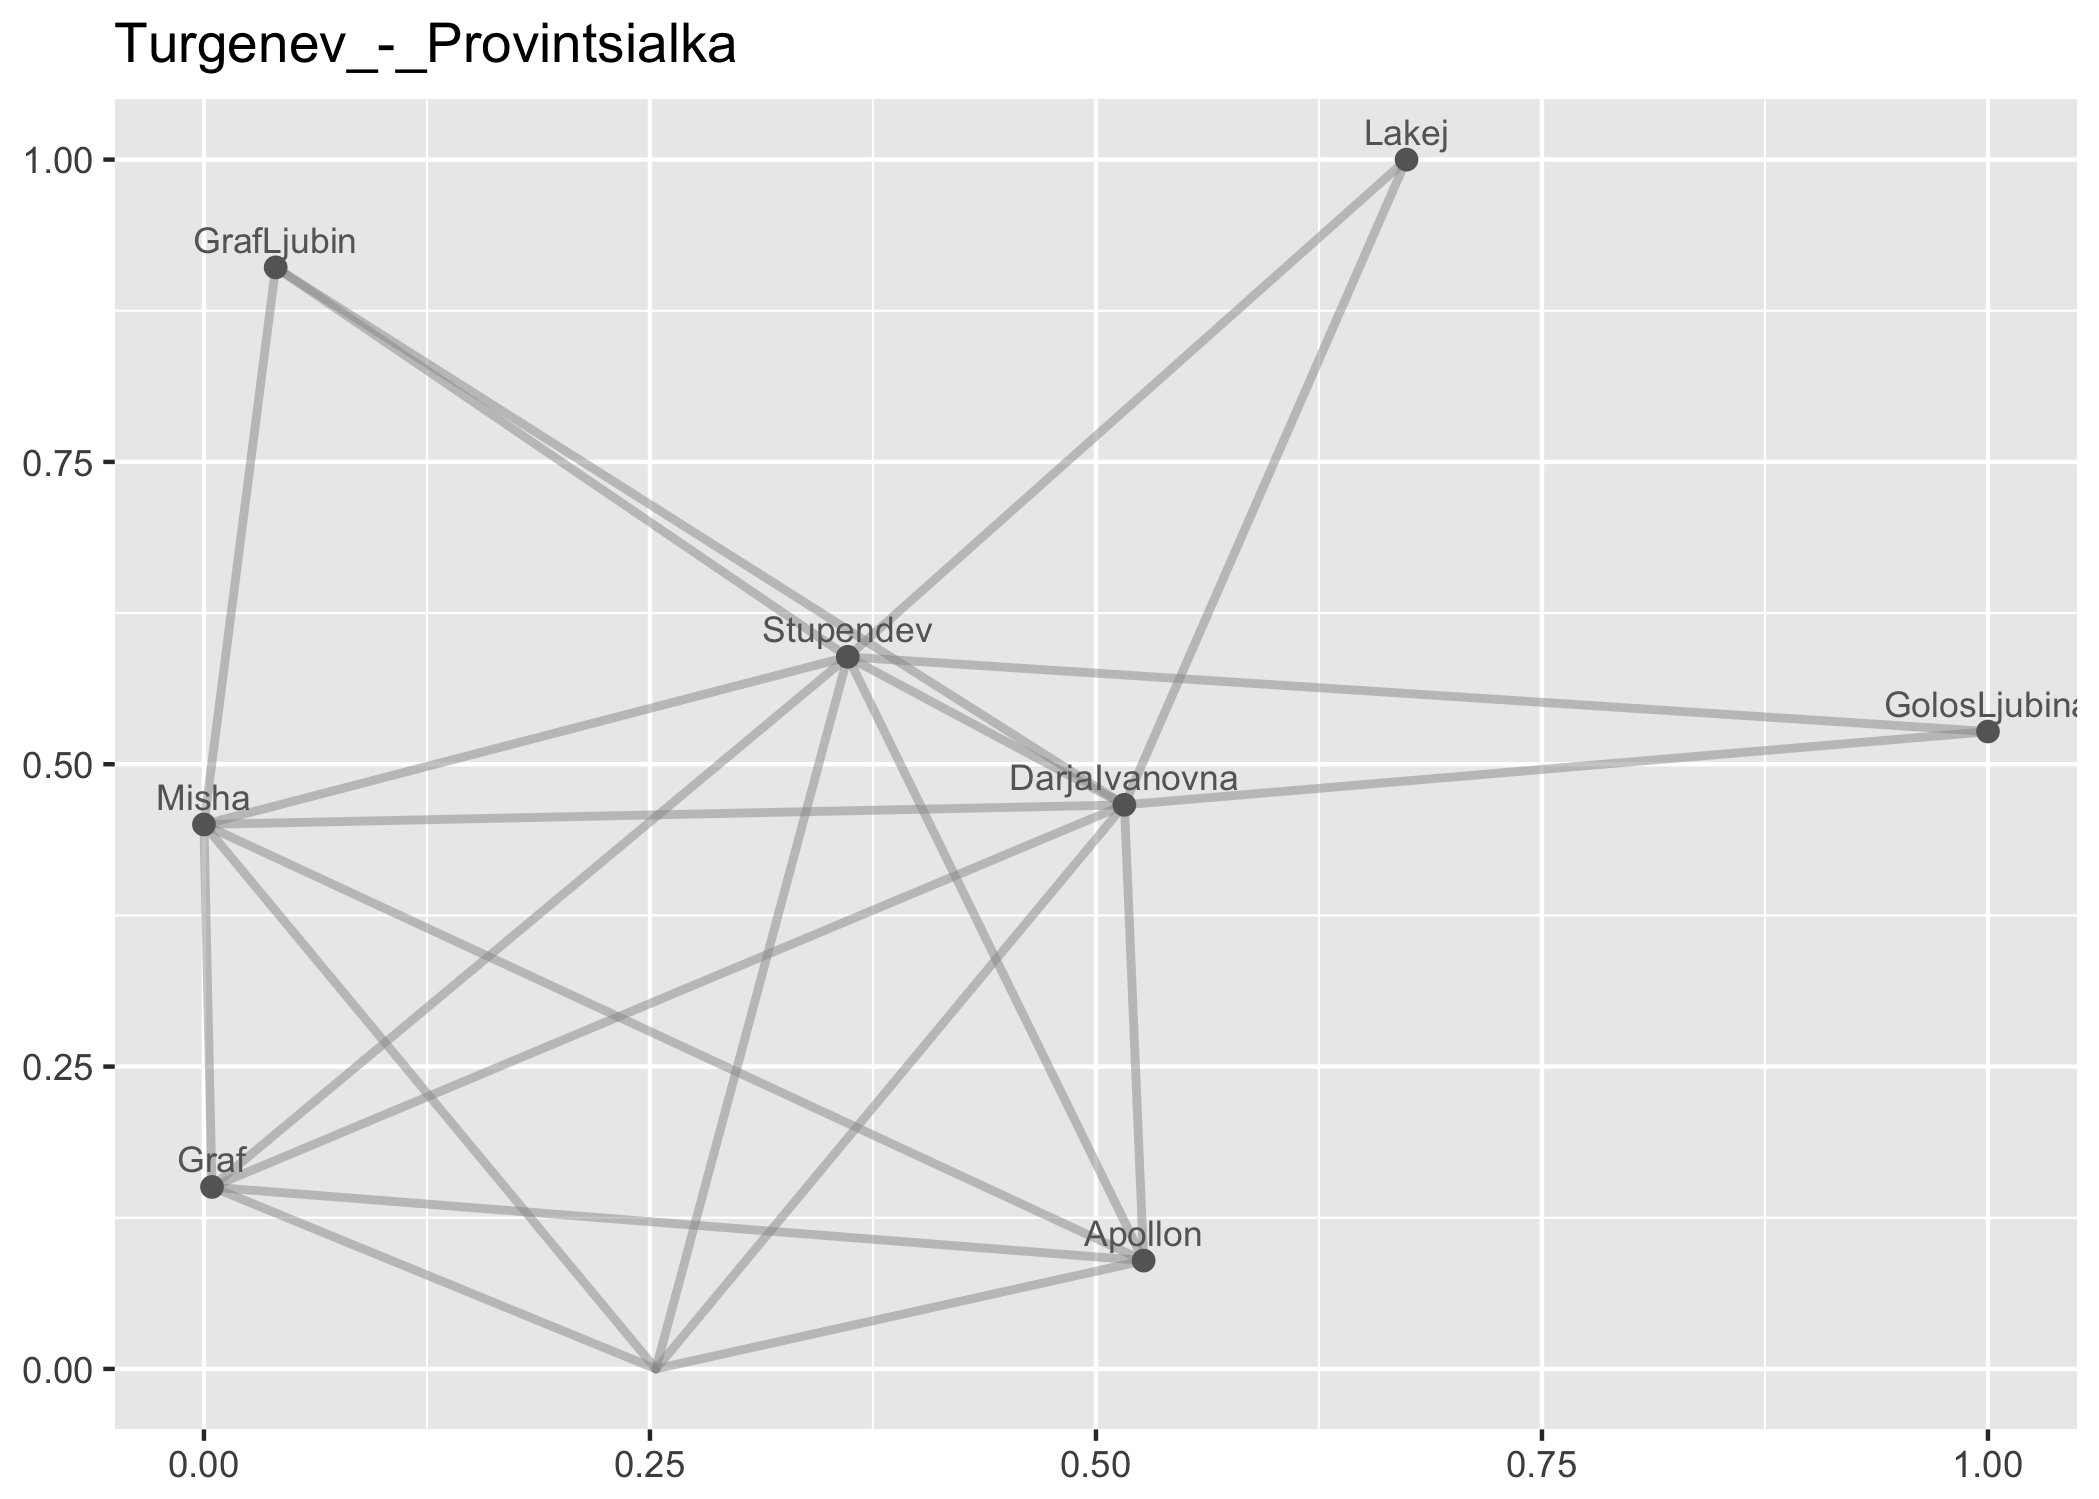 Turgenev_-_Provintsialka
Lakej
1.00
GrafLjubin
0.75
Stupendev
GolosLjubina
0.50
DarjaIvanovna
Misha
0.25
Graf
Apollon
0.00
0.00 0.25 0.50 0.75 1.00